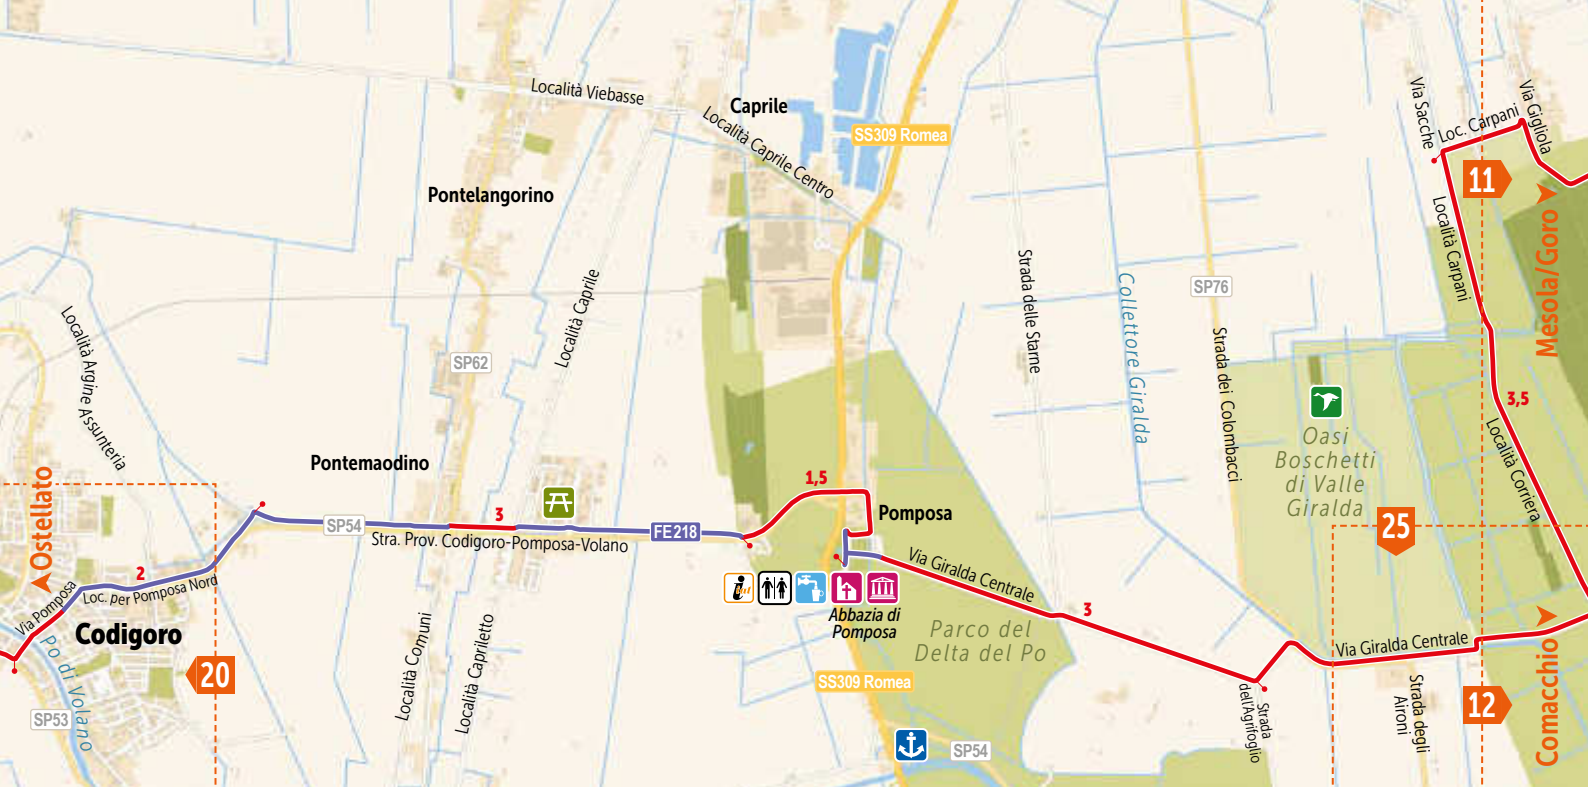 Località Viebasse
Caprile
Località Caprile Centro
SS309 Romea
Via Sacche
Loc. Carpani
Via Gigliola
11
Mesola/Goro
Pontelangorino
Località Carpani
Strada delle Starne
Collettore Giralda
SP76
Località Caprile
Località Argine Assunteria
SP62
Strada dei Colombacci
3,5
Località Corriera
Oasi
Boschetti
di Valle
Giralda
Pontemaodino
Ostellato
1,5
Pomposa
3
SP54
FE218
Stra. Prov. Codigoro-Pomposa-Volano
25
2
Loc. per Pomposa Nord
Via Pomposa
Codigoro
Via Giralda Centrale
i
Abbazia di
Pomposa
3
Parco del
Delta del Po
Via Giralda Centrale
Po di Volano
20
SP53
Località Comuni
Località Capriletto
SS309 Romea
SP54
Strada
dell'Agrifoglio
Strada degli
Aironi
12
Comacchio